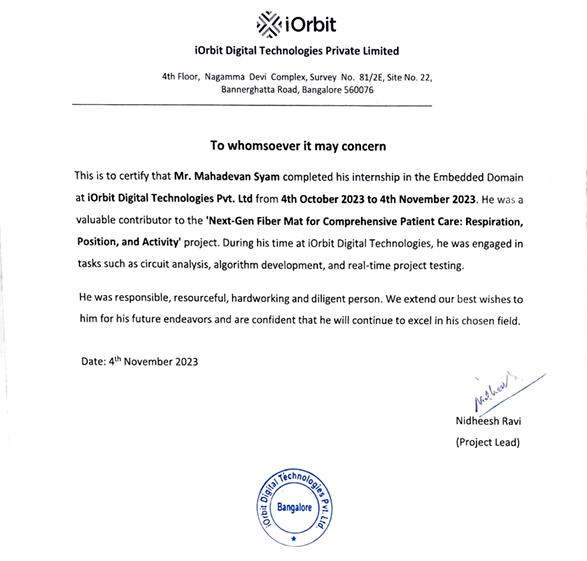 iOrbit
iOrbit Digital Technologies Private Limited
4th Floor, Nagamma Devi Complex, Survey No. 81/2E, Site No. 22,
Bannerghatta Road, Bangalore 560076
To whomsoever it may concern
This is to certify that Mr. Mahadevan Syam completed his internship in the Embedded Domain
at iOrbit Digital Technologies Pvt. Ltd from 4th October 2023 to 4th November 2023. He was a
valuable contributor to the 'Next-Gen Fiber Mat for Comprehensive Patient Care: Respiration,
Position, and Activity' project. During his time at iOrbit Digital Technologies, he was engaged in
tasks such as circuit analysis, algorithm development, and real-time project testing.
He was responsible, resourceful, hardworking and diligent person. We extend our best wishes to
him for his future endeavors and are confident that he will continue to excel in his chosen field.
Date: 4th November 2023
Nidheesh
Nidheesh Ravi
(Project Lead)
iOrbit Digital Technologies Pvt. Ltd.
Bangalore